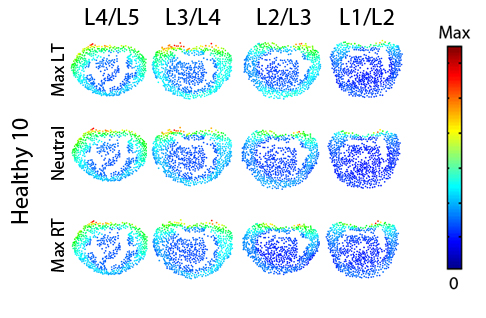 L4/L5 L3/L4 L2/L3 L1/L2
Max
Max LT
Neutral
Healthy 10
Max RT
0